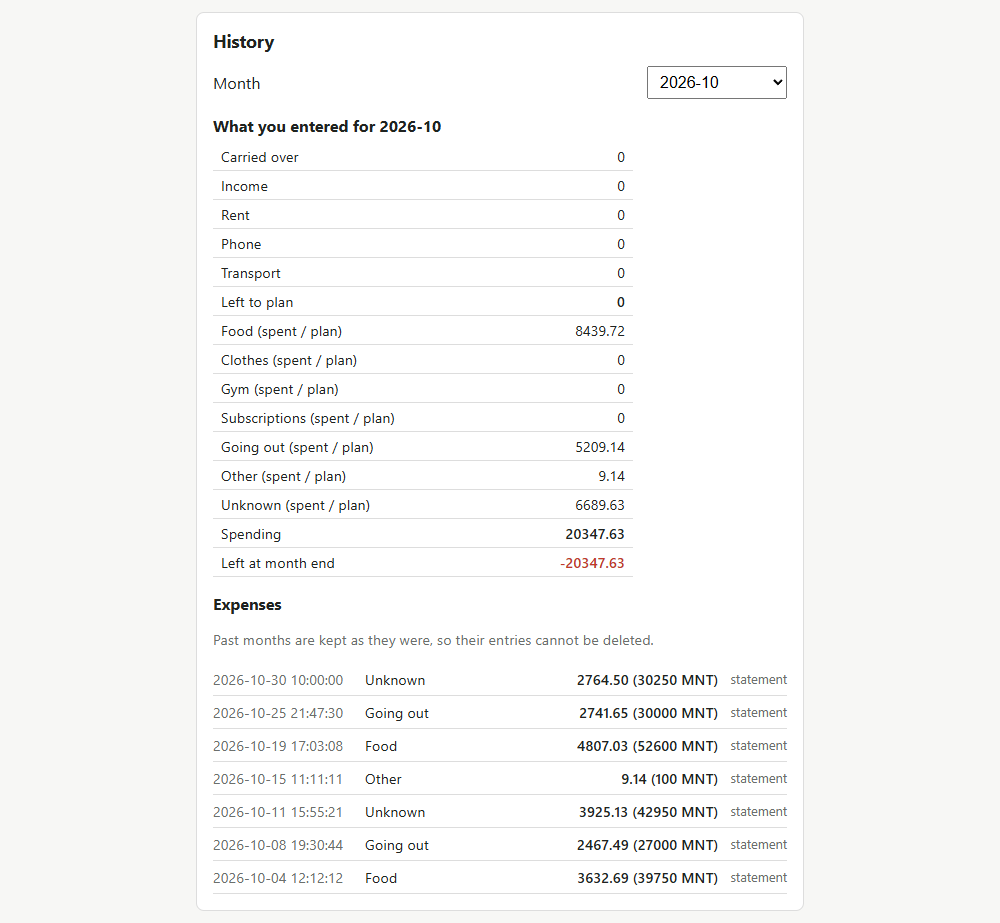 History
Month 2026-10
What you entered for 2026-10
Carried over 0
Income 0
Rent 0
Phone 0
Transport 0
Left to plan 0
Food (spent / plan) 8439.72
Clothes (spent / plan) 0
Gym (spent / plan) 0
Subscriptions (spent / plan) 0
Going out (spent / plan) 5209.14
Other (spent / plan) 9.14
Unknown (spent / plan) 6689.63
Spending 20347.63
Left at month end -20347.63
Expenses
Past months are kept as they were, so their entries cannot be deleted.
2026-10-30 10:00:00 Unknown 2764.50 (30250 MNT) statement
2026-10-25 21:47:30 Going out 2741.65 (30000 MNT) statement
2026-10-19 17:03:08 Food 4807.03 (52600 MNT) statement
2026-10-15 11:11:11 Other 9.14 (100 MNT) statement
2026-10-11 15:55:21 Unknown 3925.13 (42950 MNT) statement
2026-10-08 19:30:44 Going out 2467.49 (27000 MNT) statement
2026-10-04 12:12:12 Food 3632.69 (39750 MNT) statement